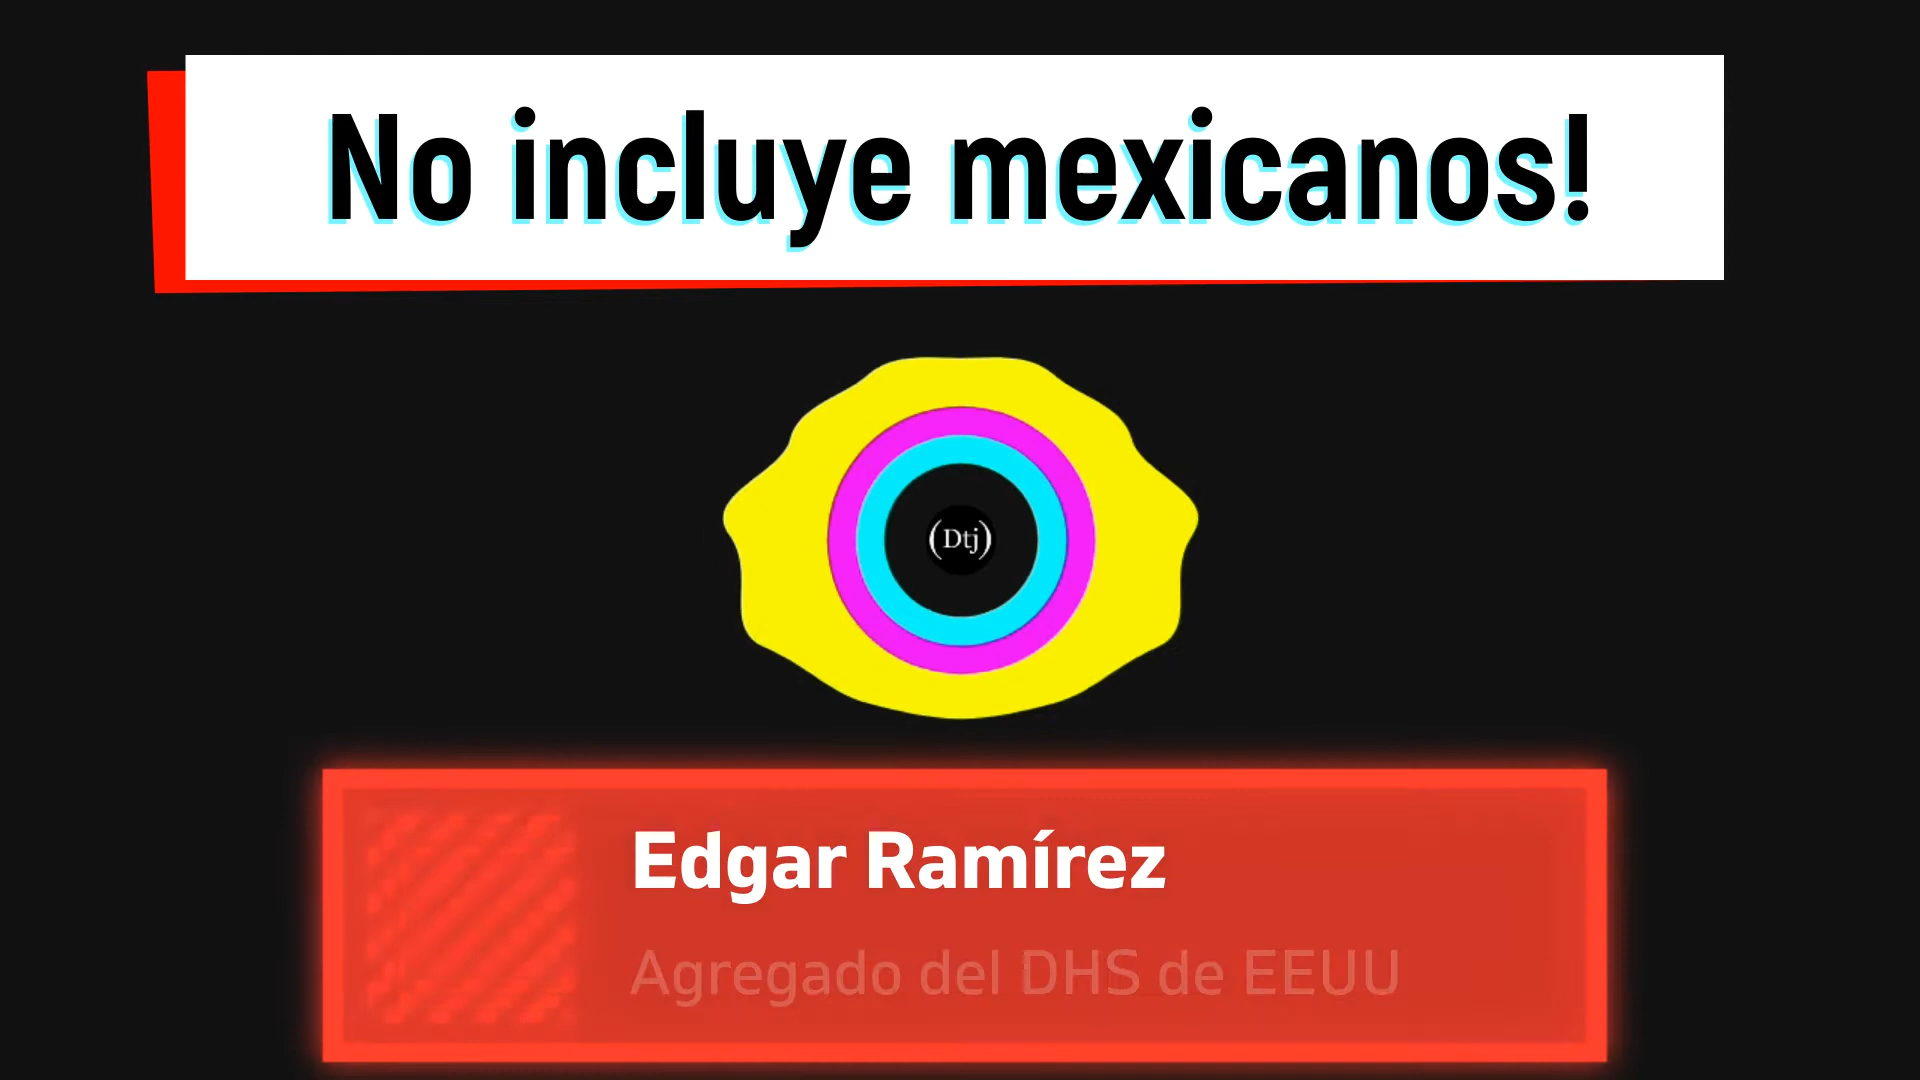 No incluye mexicanos!
(Dtj)
Edgar Ramírez
Agregado del DHS de EEUU